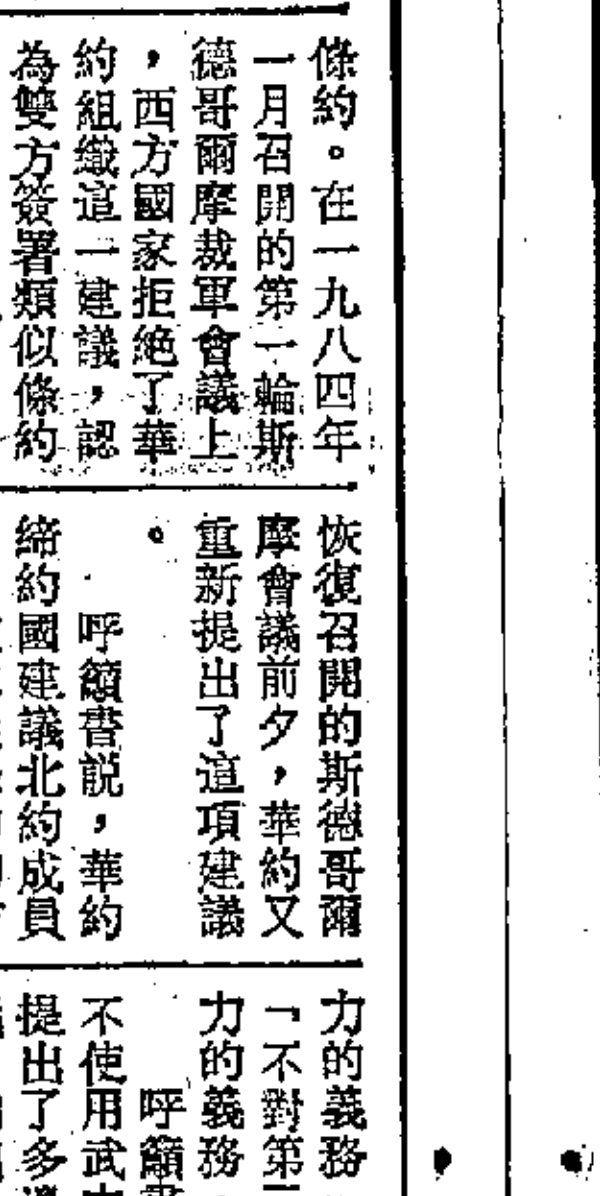 條約。在一九八四年
一月召開的第一輪斯
德哥爾摩裁軍會議上
，西方國家拒絶了華
約組織這一建議，認
為雙方簽署類似條約
恢復召開的斯德哥爾
摩會議前夕，華約又
重新提出了這項建議
。
呼籲書説，華約
締約國建議北約成員
力的義務
「不對第
力的義務
呼籲
不使用武
提出了多